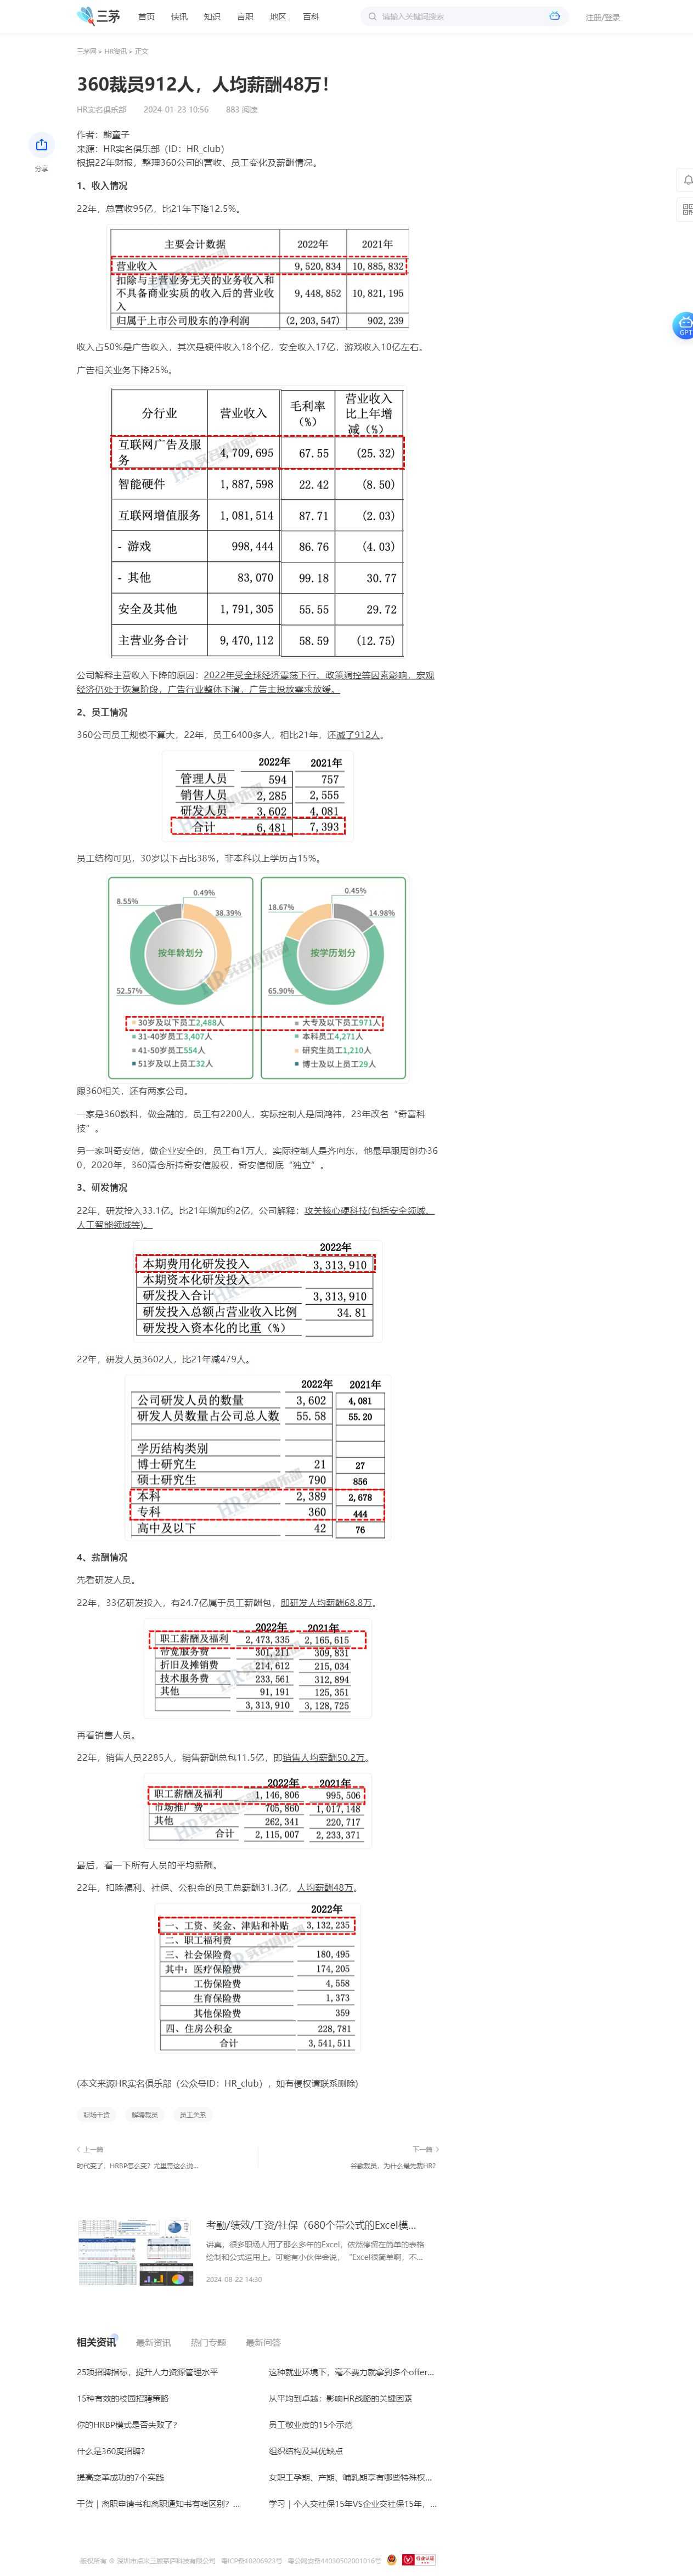 三茅
首页 快讯 知识 言职 地区 百科
请输入关键词搜索
注册/登录
三茅网 > HR资讯 > 正文
360裁员912人，人均薪酬48万！
HR实名俱乐部 2024-01-23 10:56 883 阅读
分享
GPT
作者：熊童子
来源：HR实名俱乐部（ID：HR_club）
根据22年财报，整理360公司的营收、员工变化及薪酬情况。
1、收入情况
22年，总营收95亿，比21年下降12.5%。
主要会计数据 2022年 2021年
营业收入 9,520,834 10,885,832
扣除与主营业务无关的业务收入和不具备商业实质的收入后的营业收入 9,448,852 10,821,195
归属于上市公司股东的净利润 (2,203,547) 902,239
收入占50%是广告收入，其次是硬件收入18个亿，安全收入17亿，游戏收入10亿左右。
广告相关业务下降25%。
分行业 营业收入 毛利率（%） 营业收入比上年增减（%）
互联网广告及服务 4,709,695 67.55 (25.32)
智能硬件 1,887,598 22.42 (8.50)
互联网增值服务 1,081,514 87.71 (2.03)
- 游戏 998,444 86.76 (4.03)
- 其他 83,070 99.18 30.77
安全及其他 1,791,305 55.55 29.72
主营业务合计 9,470,112 58.59 (12.75)
公司解释主营收入下降的原因：2022年受全球经济震荡下行、政策调控等因素影响，宏观
经济仍处于恢复阶段，广告行业整体下滑，广告主投放需求放缓。
2、员工情况
360公司员工规模不算大，22年，员工6400多人，相比21年，还减了912人。
2022年 2021年
管理人员 594 757
销售人员 2,285 2,555
研发人员 3,602 4,081
合计 6,481 7,393
员工结构可见，30岁以下占比38%，非本科以上学历占15%。
8.55% 0.49% 38.39% 52.57%
按年龄划分
30岁及以下员工2,488人
31-40岁员工3,407人
41-50岁员工554人
51岁及以上员工32人
18.67% 0.45% 14.98% 65.90%
按学历划分
大专及以下员工971人
本科员工4,271人
研究生员工1,210人
博士及以上员工29人
跟360相关，还有两家公司。
一家是360数科，做金融的，员工有2200人，实际控制人是周鸿祎，23年改名“奇富科
技”。
另一家叫奇安信，做企业安全的，员工有1万人，实际控制人是齐向东，他最早跟周创办36
0，2020年，360清仓所持奇安信股权，奇安信彻底“独立”。
3、研发情况
22年，研发投入33.1亿。比21年增加约2亿，公司解释：攻关核心硬科技(包括安全领域、
人工智能领域等)。
2022年
本期费用化研发投入 3,313,910
本期资本化研发投入
研发投入合计 3,313,910
研发投入总额占营业收入比例 34.81
研发投入资本化的比重（%）
22年，研发人员3602人，比21年减479人。
2022年 2021年
公司研发人员的数量 3,602 4,081
研发人员数量占公司总人数 55.58 55.20
学历结构类别
博士研究生 21 27
硕士研究生 790 856
本科 2,389 2,678
专科 360 444
高中及以下 42 76
4、薪酬情况
先看研发人员。
22年，33亿研发投入，有24.7亿属于员工薪酬包，即研发人均薪酬68.8万。
2022年 2021年
职工薪酬及福利 2,473,335 2,165,615
带宽服务费 301,211 309,831
折旧及摊销费 214,612 215,034
技术服务费 233,561 312,894
其他 91,191 125,351
3,313,910 3,128,725
再看销售人员。
22年，销售人员2285人，销售薪酬总包11.5亿，即销售人均薪酬50.2万。
2022年 2021年
职工薪酬及福利 1,146,806 995,506
市场推广费 705,860 1,017,148
其他 262,341 220,717
合计 2,115,007 2,233,371
最后，看一下所有人员的平均薪酬。
22年，扣除福利、社保、公积金的员工总薪酬31.3亿，人均薪酬48万。
2022年
一、工资、奖金、津贴和补贴 3,132,235
二、职工福利费
三、社会保险费 180,495
其中：医疗保险费 174,205
工伤保险费 4,558
生育保险费 1,373
其他保险费 359
四、住房公积金 228,781
合计 3,541,511
(本文来源HR实名俱乐部（公众号ID：HR_club），如有侵权请联系删除)
职场干货 解聘裁员 员工关系
上一篇
时代变了，HRBP怎么变？尤里奇这么说...
下一篇
谷歌裁员，为什么最先裁HR?
考勤/绩效/工资/社保（680个带公式的Excel模...
讲真，很多职场人用了那么多年的Excel，依然停留在简单的表格
绘制和公式运用上。可能有小伙伴会说，“Excel很简单啊，不...
2024-08-22 14:30
相关资讯 最新资讯 热门专题 最新问答
25项招聘指标，提升人力资源管理水平
这种就业环境下，毫不费力就拿到多个offer...
15种有效的校园招聘策略
从平均到卓越：影响HR战略的关键因素
你的HRBP模式是否失败了？
员工敬业度的15个示范
什么是360度招聘？
组织结构及其优缺点
提高变革成功的7个实践
女职工孕期、产期、哺乳期享有哪些特殊权...
干货 | 离职申请书和离职通知书有啥区别？...
学习 | 个人交社保15年VS企业交社保15年，...
版权所有 © 深圳市点米三茅茅庐科技有限公司 粤ICP备10206923号 粤公网安备44030502001016号 行业认证